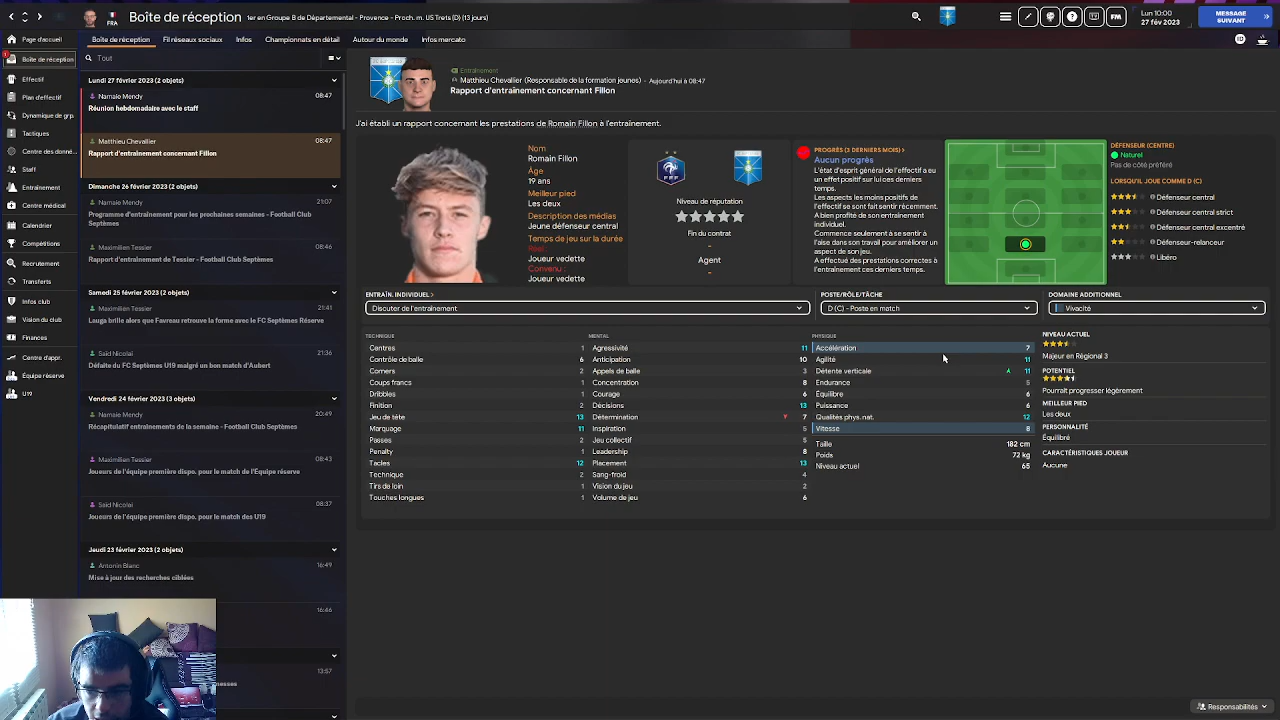 Boîte de réception 1er en Groupe B de Départemental - Provence - Proch. m. US Trets (D) (13 jours)
FRA
Lun 10:00
27 fév 2023
MESSAGE SUIVANT
FM
Page d'accueil
Boîte de réception
Fil réseaux sociaux
Infos
Championnats en détail
Autour du monde
Infos mercato
1
Boîte de réception
Effectif
Plan d'effectif
Dynamique de grp.
Tactiques
Centre des donné...
Staff
Entraînement
Centre médical
Calendrier
Compétitions
Recrutement
Transferts
Infos club
Vision du club
Finances
Centre d'appr.
Équipe réserve
U19
Tout
Lundi 27 février 2023 (2 objets)
Namale Mendy 08:47
Réunion hebdomadaire avec le staff
Matthieu Chevallier 08:47
Rapport d'entraînement concernant Fillon
Dimanche 26 février 2023 (2 objets)
Namale Mendy 21:07
Programme d'entraînement pour les prochaines semaines - Football Club
Septèmes
Maximilien Tessier 08:46
Rapport d'entraînement de Tessier - Football Club Septèmes
Samedi 25 février 2023 (2 objets)
Maximilien Tessier 21:41
Lauga brille alors que Favreau retrouve la forme avec le FC Septèmes Réserve
Saïd Nicolaï 21:36
Défaite du FC Septèmes U19 malgré un bon match d'Aubert
Vendredi 24 février 2023 (3 objets)
Namale Mendy 20:49
Récapitulatif entraînements de la semaine - Football Club Septèmes
Maximilien Tessier 08:43
Joueurs de l'équipe première dispo. pour le match de l'Équipe réserve
Saïd Nicolaï 08:37
Joueurs de l'équipe première dispo. pour le match des U19
Jeudi 23 février 2023 (2 objets)
Antonin Blanc 16:49
Mise à jour des recherches ciblées
16:46
13:57
Entraînement
Matthieu Chevallier (Responsable de la formation jeunes) - Aujourd'hui à 08:47
Rapport d'entraînement concernant Fillon
J'ai établi un rapport concernant les prestations de Romain Fillon à l'entraînement.
Nom
Romain Fillon
Âge
19 ans
Meilleur pied
Les deux
Description des médias
Jeune défenseur central
Temps de jeu sur la durée
Réel :
Joueur vedette
Convenu :
Joueur vedette
FFF
Niveau de réputation
Fin du contrat
-
Agent
-
PROGRÈS (3 DERNIERS MOIS) >
Aucun progrès
L'état d'esprit général de l'effectif a eu
un effet positif sur lui ces derniers
temps.
Les aspects les moins positifs de
l'effectif se font sentir récemment.
A bien profité de son entraînement
individuel.
Commence seulement à se sentir à
l'aise dans son travail pour améliorer un
aspect de son jeu.
A effectué des prestations correctes à
l'entraînement ces derniers tem...
DÉFENSEUR (CENTRE)
Naturel
Pas de côté préféré
LORSQU'IL JOUE COMME D (C)
Défenseur central
Défenseur central strict
Défenseur central excentré
Défenseur-relanceur
Libéro
ENTRAÎN. INDIVIDUEL >
Discuter de l'entraînement
POSTE/RÔLE/TÂCHE
D (C) - Poste en match
DOMAINE ADDITIONNEL
Vivacité
TECHNIQUE
Centres 1
Contrôle de balle 6
Corners 2
Coups francs 1
Dribbles 1
Finition 2
Jeu de tête 13
Marquage 11
Passes 2
Penalty 1
Tacles 12
Technique 2
Tirs de loin 1
Touches longues 1
MENTAL
Agressivité 11
Anticipation 10
Appels de balle 3
Concentration 8
Courage 6
Décisions 13
Détermination 7
Inspiration 5
Jeu collectif 5
Leadership 8
Placement 13
Sang-froid 4
Vision du jeu 2
Volume de jeu 6
PHYSIQUE
Accélération 7
Agilité 11
Détente verticale 11
Endurance 5
Équilibre 6
Puissance 6
Qualités phys.nat. 12
Vitesse 8
Taille 182 cm
Poids 72 kg
Niveau actuel 65
NIVEAU ACTUEL
Majeur en Régional 3
POTENTIEL
Pourrait progresser légèrement
MEILLEUR PIED
Les deux
PERSONNALITÉ
Équilibré
CARACTÉRISTIQUES JOUEUR
Aucune
Responsabilités